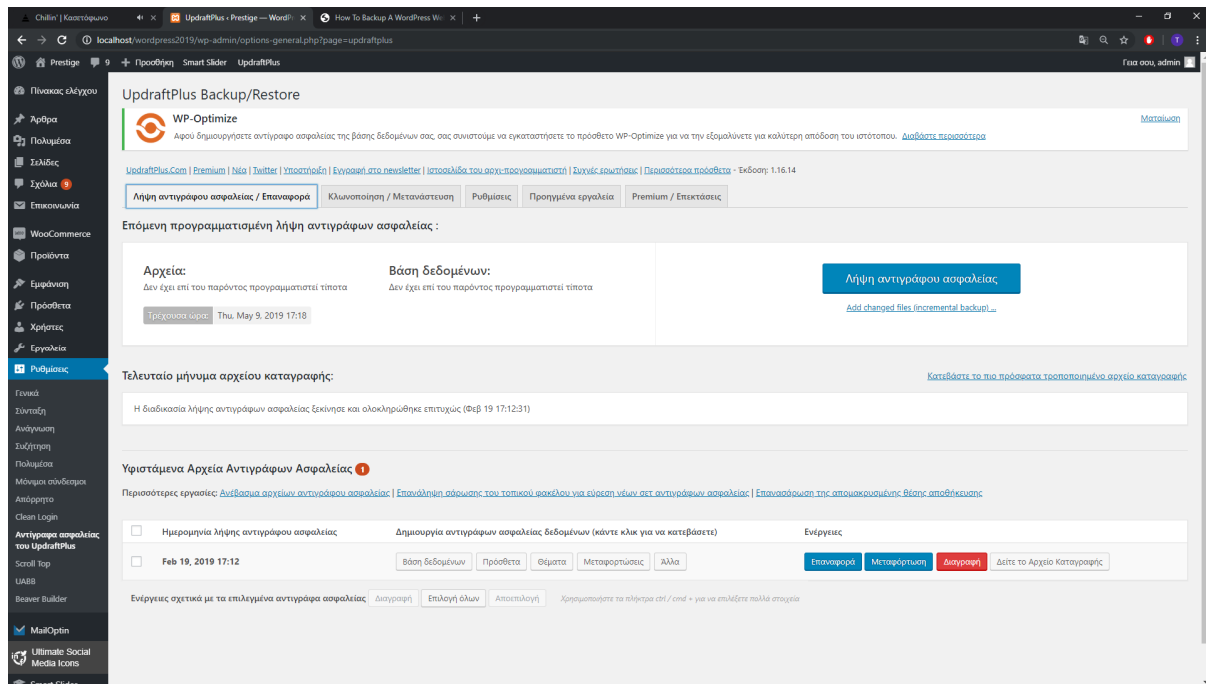 Chillin' | Κασετόφωνο
UpdraftPlus ‹ Prestige — WordPr
How To Backup A WordPress We
localhost/wordpress2019/wp-admin/options-general.php?page=updraftplus
T
Prestige 9 + Προσθήκη Smart Slider UpdraftPlus
Γεια σου, admin
Πίνακας ελέγχου
Άρθρα
Πολυμέσα
Σελίδες
Σχόλια 9
Επικοινωνία
WooCommerce
Προϊόντα
Εμφάνιση
Πρόσθετα
Χρήστες
Εργαλεία
Ρυθμίσεις
Γενικά
Σύνταξη
Ανάγνωση
Συζήτηση
Πολυμέσα
Μόνιμοι σύνδεσμοι
Απόρρητο
Clean Login
Αντίγραφα ασφαλείας
του UpdraftPlus
Scroll Top
UABB
Beaver Builder
MailOptin
Ultimate Social
Media Icons
Smart Slider
UpdraftPlus Backup/Restore
WP-Optimize
Ματαίωση
Αφού δημιουργήσετε αντίγραφο ασφαλείας της βάσης δεδομένων σας, σας συνιστούμε να εγκαταστήσετε το πρόσθετο WP-Optimize για να την εξομαλύνετε για καλύτερη απόδοση του ιστότοπου. Διαβάστε περισσότερα
UpdraftPlus.Com | Premium | Νέα | Twitter | Υποστήριξη | Εγγραφή στο newsletter | Ιστοσελίδα του αρχι-προγραμματιστή | Συχνές ερωτήσεις | Περισσότερα πρόσθετα - Έκδοση: 1.16.14
Λήψη αντιγράφου ασφαλείας / Επαναφορά
Κλωνοποίηση / Μετανάστευση
Ρυθμίσεις
Προηγμένα εργαλεία
Premium / Επεκτάσεις
Επόμενη προγραμματισμένη λήψη αντιγράφων ασφαλείας :
Αρχεία:
Δεν έχει επί του παρόντος προγραμματιστεί τίποτα
Βάση δεδομένων:
Δεν έχει επί του παρόντος προγραμματιστεί τίποτα
Τρέχουσα ώρα: Thu, May 9, 2019 17:18
Λήψη αντιγράφου ασφαλείας
Add changed files (incremental backup) ...
Τελευταίο μήνυμα αρχείου καταγραφής:
Κατεβάστε το πιο πρόσφατα τροποποιημένο αρχείο καταγραφής
Η διαδικασία λήψης αντιγράφων ασφαλείας ξεκίνησε και ολοκληρώθηκε επιτυχώς (Φεβ 19 17:12:31)
Υφιστάμενα Αρχεία Αντιγράφων Ασφαλείας 1
Περισσότερες εργασίες: Ανέβασμα αρχείων αντιγράφου ασφαλείας | Επανάληψη σάρωσης του τοπικού φακέλου για εύρεση νέων σετ αντιγράφων ασφαλείας | Επανασάρωση της απομακρυσμένης θέσης αποθήκευσης
Ημερομηνία λήψης αντιγράφου ασφαλείας
Δημιουργία αντιγράφων ασφαλείας δεδομένων (κάντε κλικ για να κατεβάσετε)
Ενέργειες
Feb 19, 2019 17:12
Βάση δεδομένων
Πρόσθετα
Θέματα
Μεταφορτώσεις
Άλλα
Επαναφορά
Μεταφόρτωση
Διαγραφή
Δείτε το Αρχείο Καταγραφής
Ενέργειες σχετικά με τα επιλεγμένα αντιγράφα ασφαλείας
Διαγραφή
Επιλογή όλων
Αποεπιλογή
Χρησιμοποιήστε τα πλήκτρα ctrl / cmd + για να επιλέξετε πολλά στοιχεία